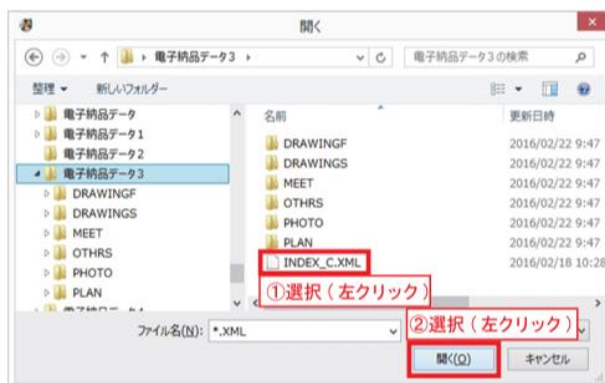 開く
電子納品データ3
電子納品データ3の検索
整理
新しいフォルダー
電子納品データ
電子納品データ1
電子納品データ2
電子納品データ3
DRAWINGF
DRAWINGS
MEET
OTHRS
PHOTO
PLAN
名前
更新日時
DRAWINGF
2016/02/22 9:47
DRAWINGS
2016/02/22 9:47
MEET
2016/02/22 9:47
OTHRS
2016/02/22 9:47
PHOTO
2016/02/22 9:47
PLAN
2016/02/22 9:47
INDEX_C.XML
2016/02/18 10:28
①選択(左クリック)
ファイル名(N):
*.XML
②選択(左クリック)
開く(O)
キャンセル